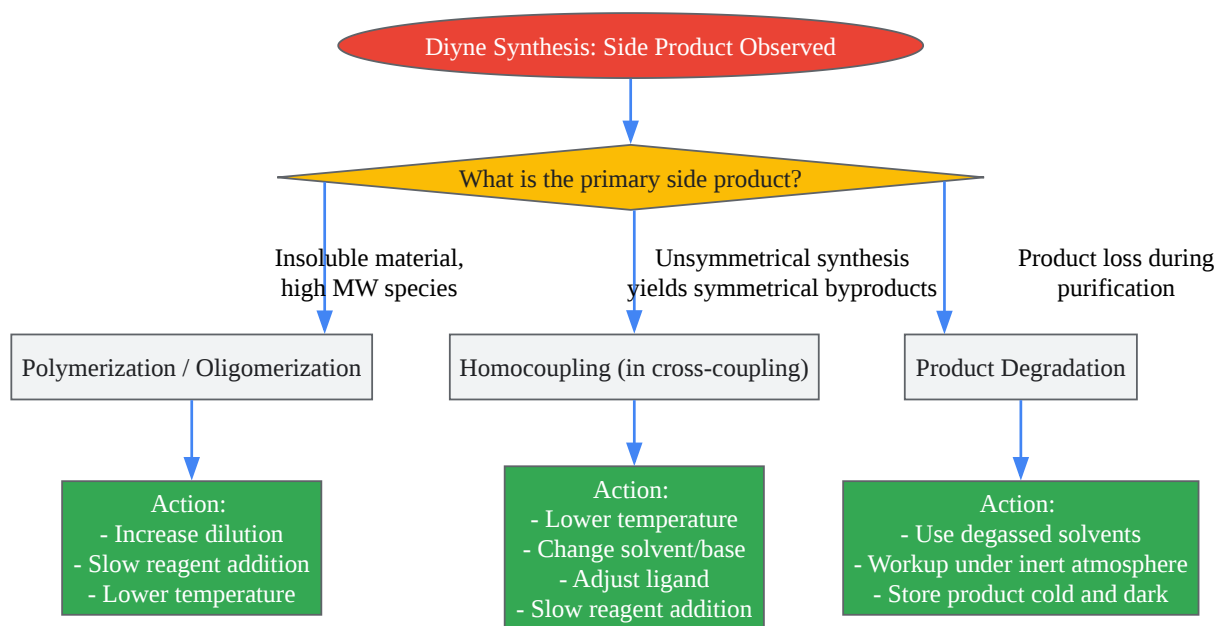 Diyne Synthesis: Side Product Observed
What is the primary side product?
Insoluble material,
high MW species
Unsymmetrical synthesis
yields symmetrical byproducts
Product loss during
purification
Polymerization / Oligomerization
Homocoupling (in cross-coupling)
Product Degradation
Action:
- Increase dilution
- Slow reagent addition
- Lower temperature
Action:
- Lower temperature
- Change solvent/base
- Adjust ligand
- Slow reagent addition
Action:
- Use degassed solvents
- Workup under inert atmosphere
- Store product cold and dark